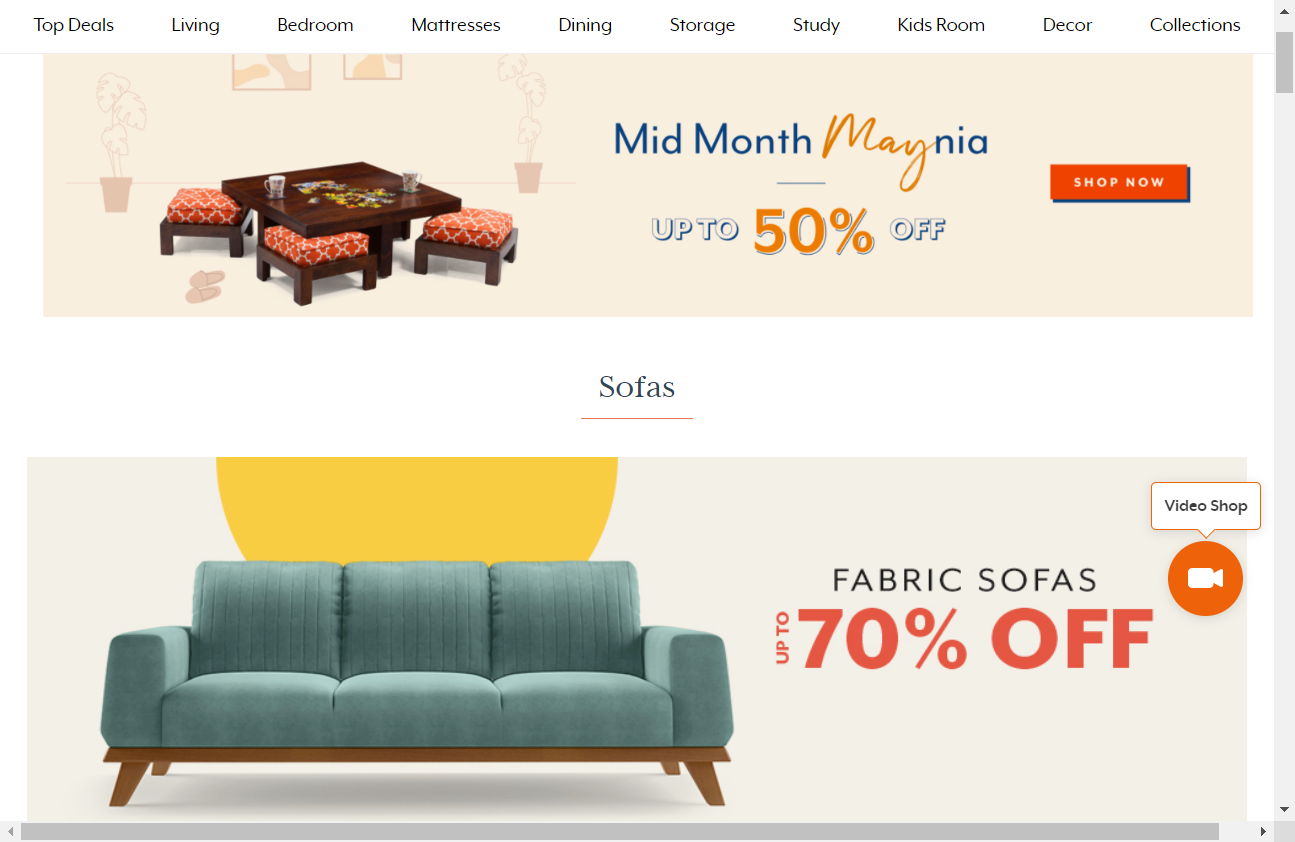 Top Deals Living Bedroom Mattresses Dining Storage Study Kids Room Decor Collections
Mid Month Maynia
SHOP NOW
UP TO 50% OFF
Sofas
Video Shop
FABRIC SOFAS
UP TO 70% OFF